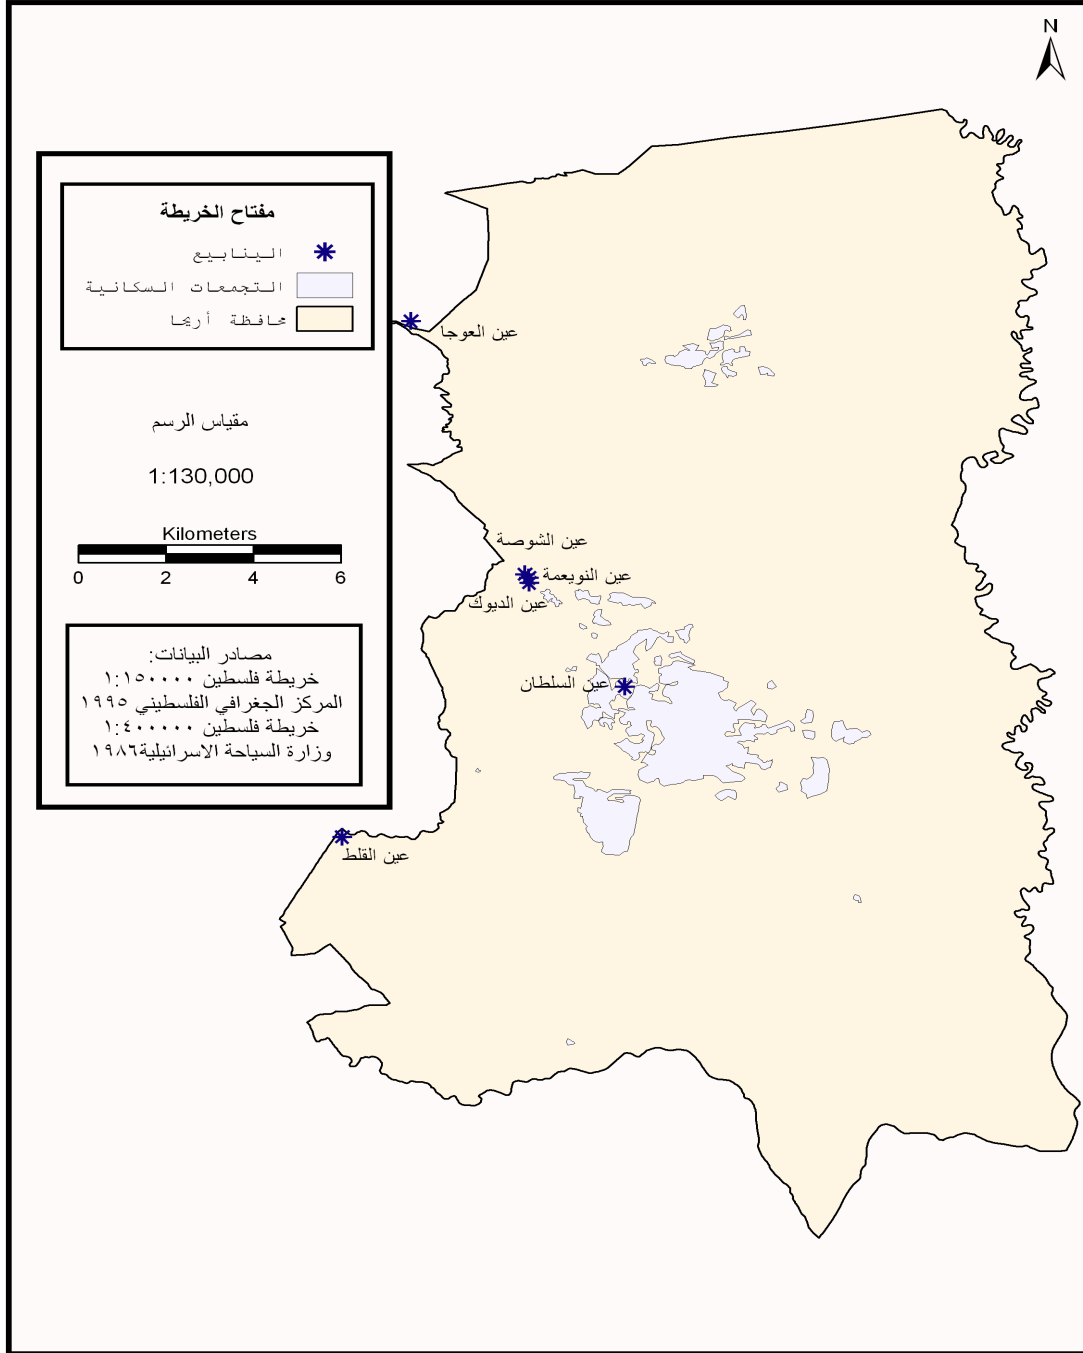 N
مفتاح الخريطة
الينابيع
التجمعات السكانية
محافظة أريحا
مقياس الرسم
1:130,000
Kilometers
0 2 4 6
مصادر البيانات:
خريطة فلسطين ١:١٥٠٠٠٠
المركز الجغرافي الفلسطيني ١٩٩٥
خريطة فلسطين ١:٤٠٠٠٠٠
وزارة السياحة الاسرائيلية١٩٨٦
عين العوجا
عين الشوصة
عين النويعمة
عين الديوك
عين السلطان
عين القلط